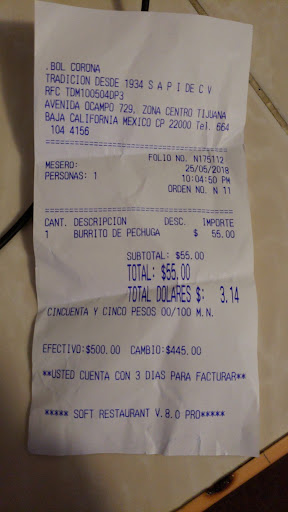 .BOL CORONA
TRADICION DESDE 1934 S A P I DE C V
RFC TDM100504DP3
AVENIDA OCAMPO 729, ZONA CENTRO TIJUANA
BAJA CALIFORNIA MEXICO CP 22000 Tel. 664
104 4156
========================================
FOLIO NO. N175112
MESERO: 25/05/2018
PERSONAS: 1 10:04:50 PM
ORDEN NO. N 11
========================================
CANT. DESCRIPCION DESC. IMPORTE
1 BURRITO DE PECHUGA $ 55.00
SUBTOTAL: $55.00
TOTAL: $55.00
TOTAL DOLARES $: 3.14
CINCUENTA Y CINCO PESOS 00/100 M.N.
EFECTIVO:$500.00 CAMBIO:$445.00
**USTED CUENTA CON 3 DIAS PARA FACTURAR**
***** SOFT RESTAURANT V.8.0 PRO*****